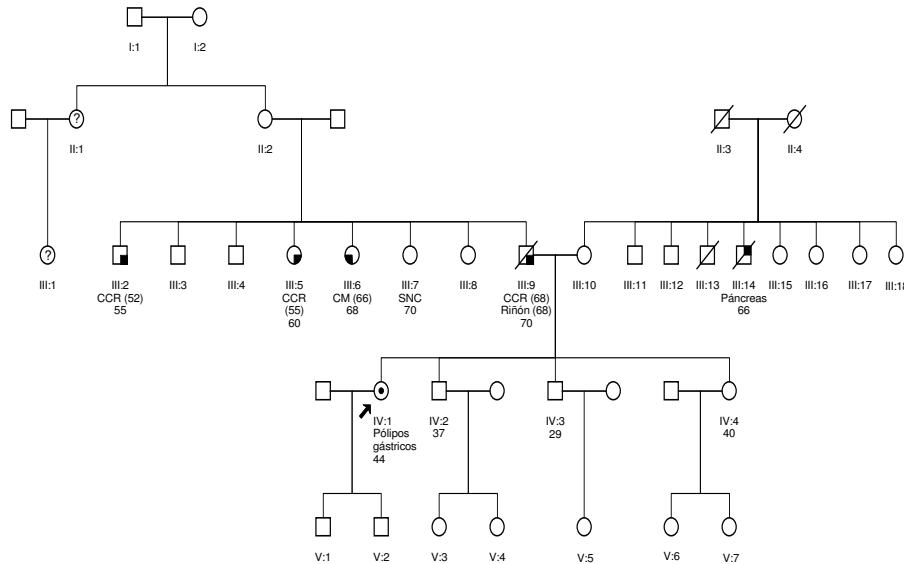 I:1 I:2
? 
II:1 II:2 II:3 II:4
?
III:1 III:2 III:3 III:4 III:5 III:6 III:7 III:8 III:9 III:10 III:11 III:12 III:13 III:14 III:15 III:16 III:17 III:18
CCR (52) CCR CM (66) SNC CCR (68) Páncreas
55 (55) 68 70 Riñón (68) 66
60 70
IV:1 IV:2 IV:3 IV:4
Pólipos 37 29 40
gástricos
44
V:1 V:2 V:3 V:4 V:5 V:6 V:7